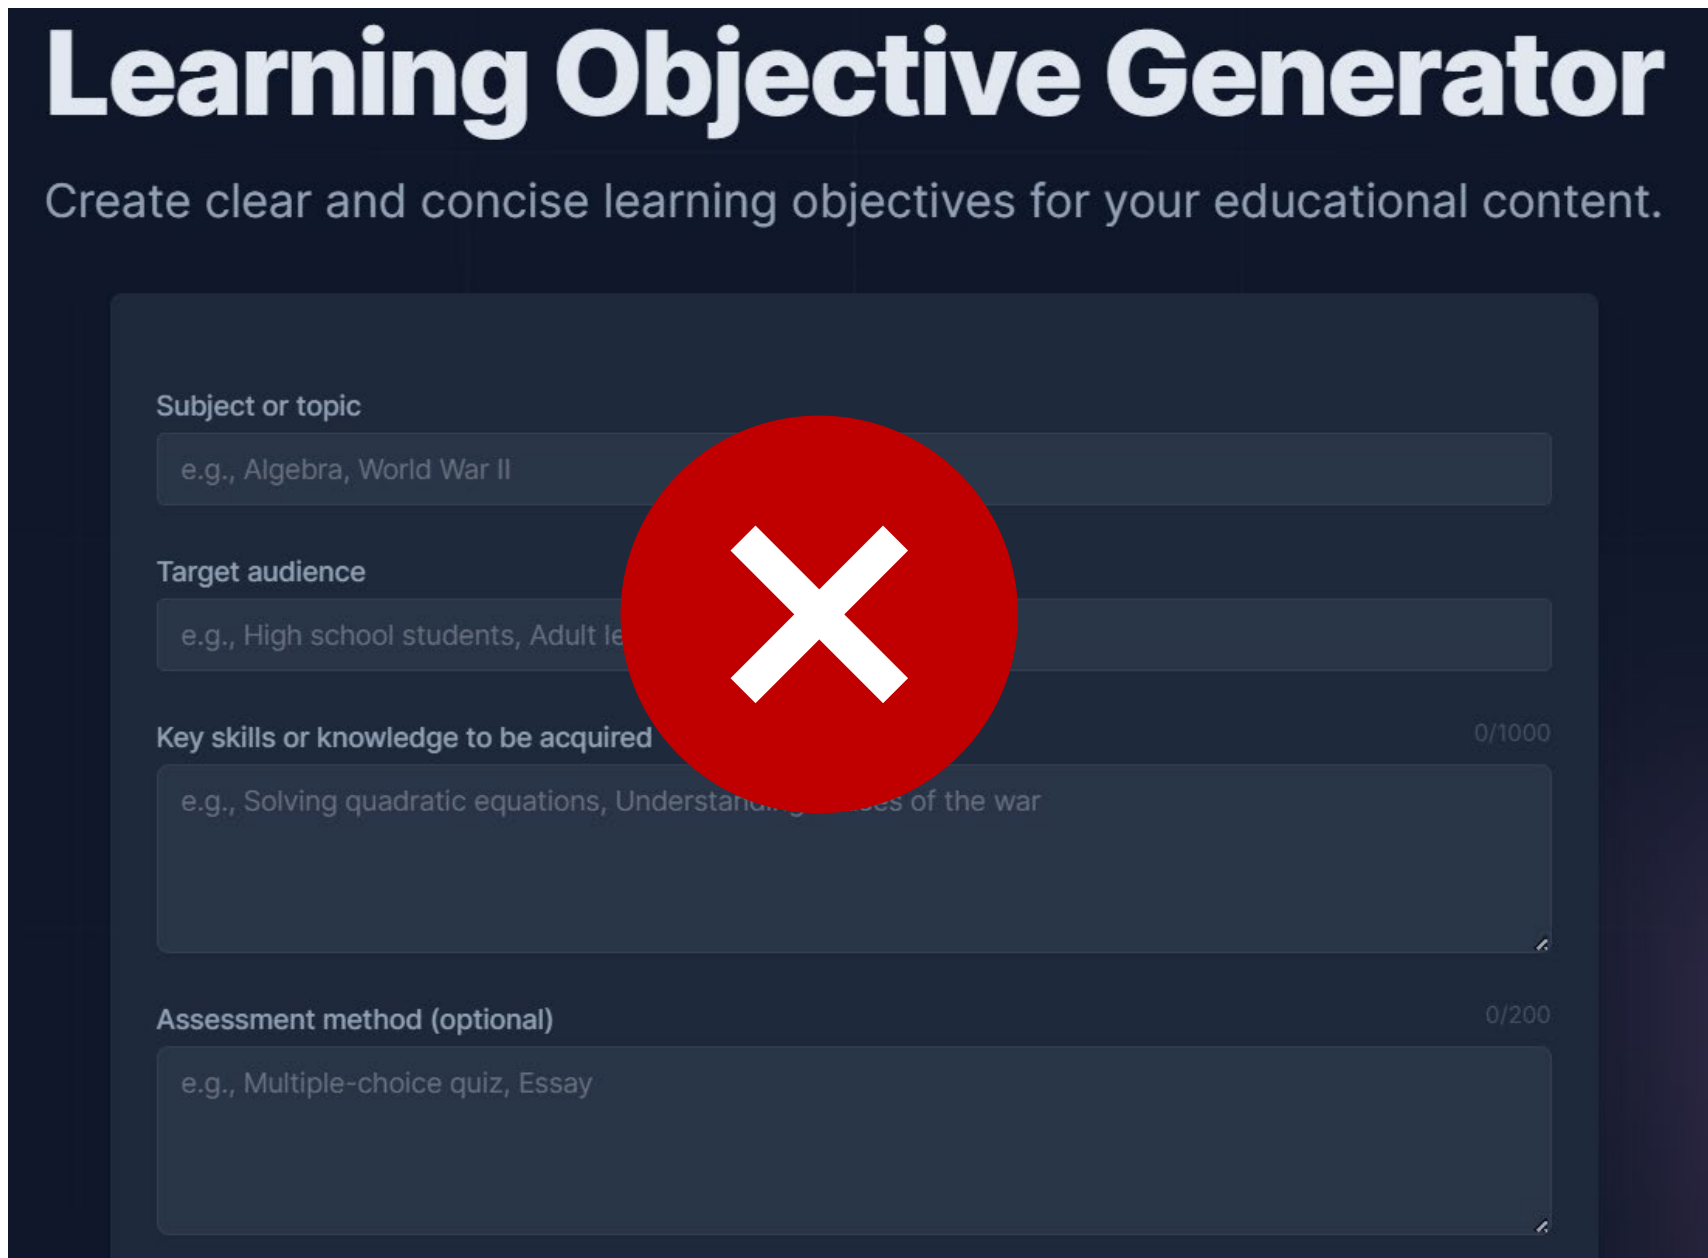 Learning Objective Generator
Create clear and concise learning objectives for your educational content.
Subject or topic
e.g., Algebra, World War II
Target audience
e.g., High school students, Adult
Key skills or knowledge to be acquired
0/1000
e.g., Solving quadratic equations, of the war
Assessment method (optional)
0/200
e.g., Multiple-choice quiz, Essay